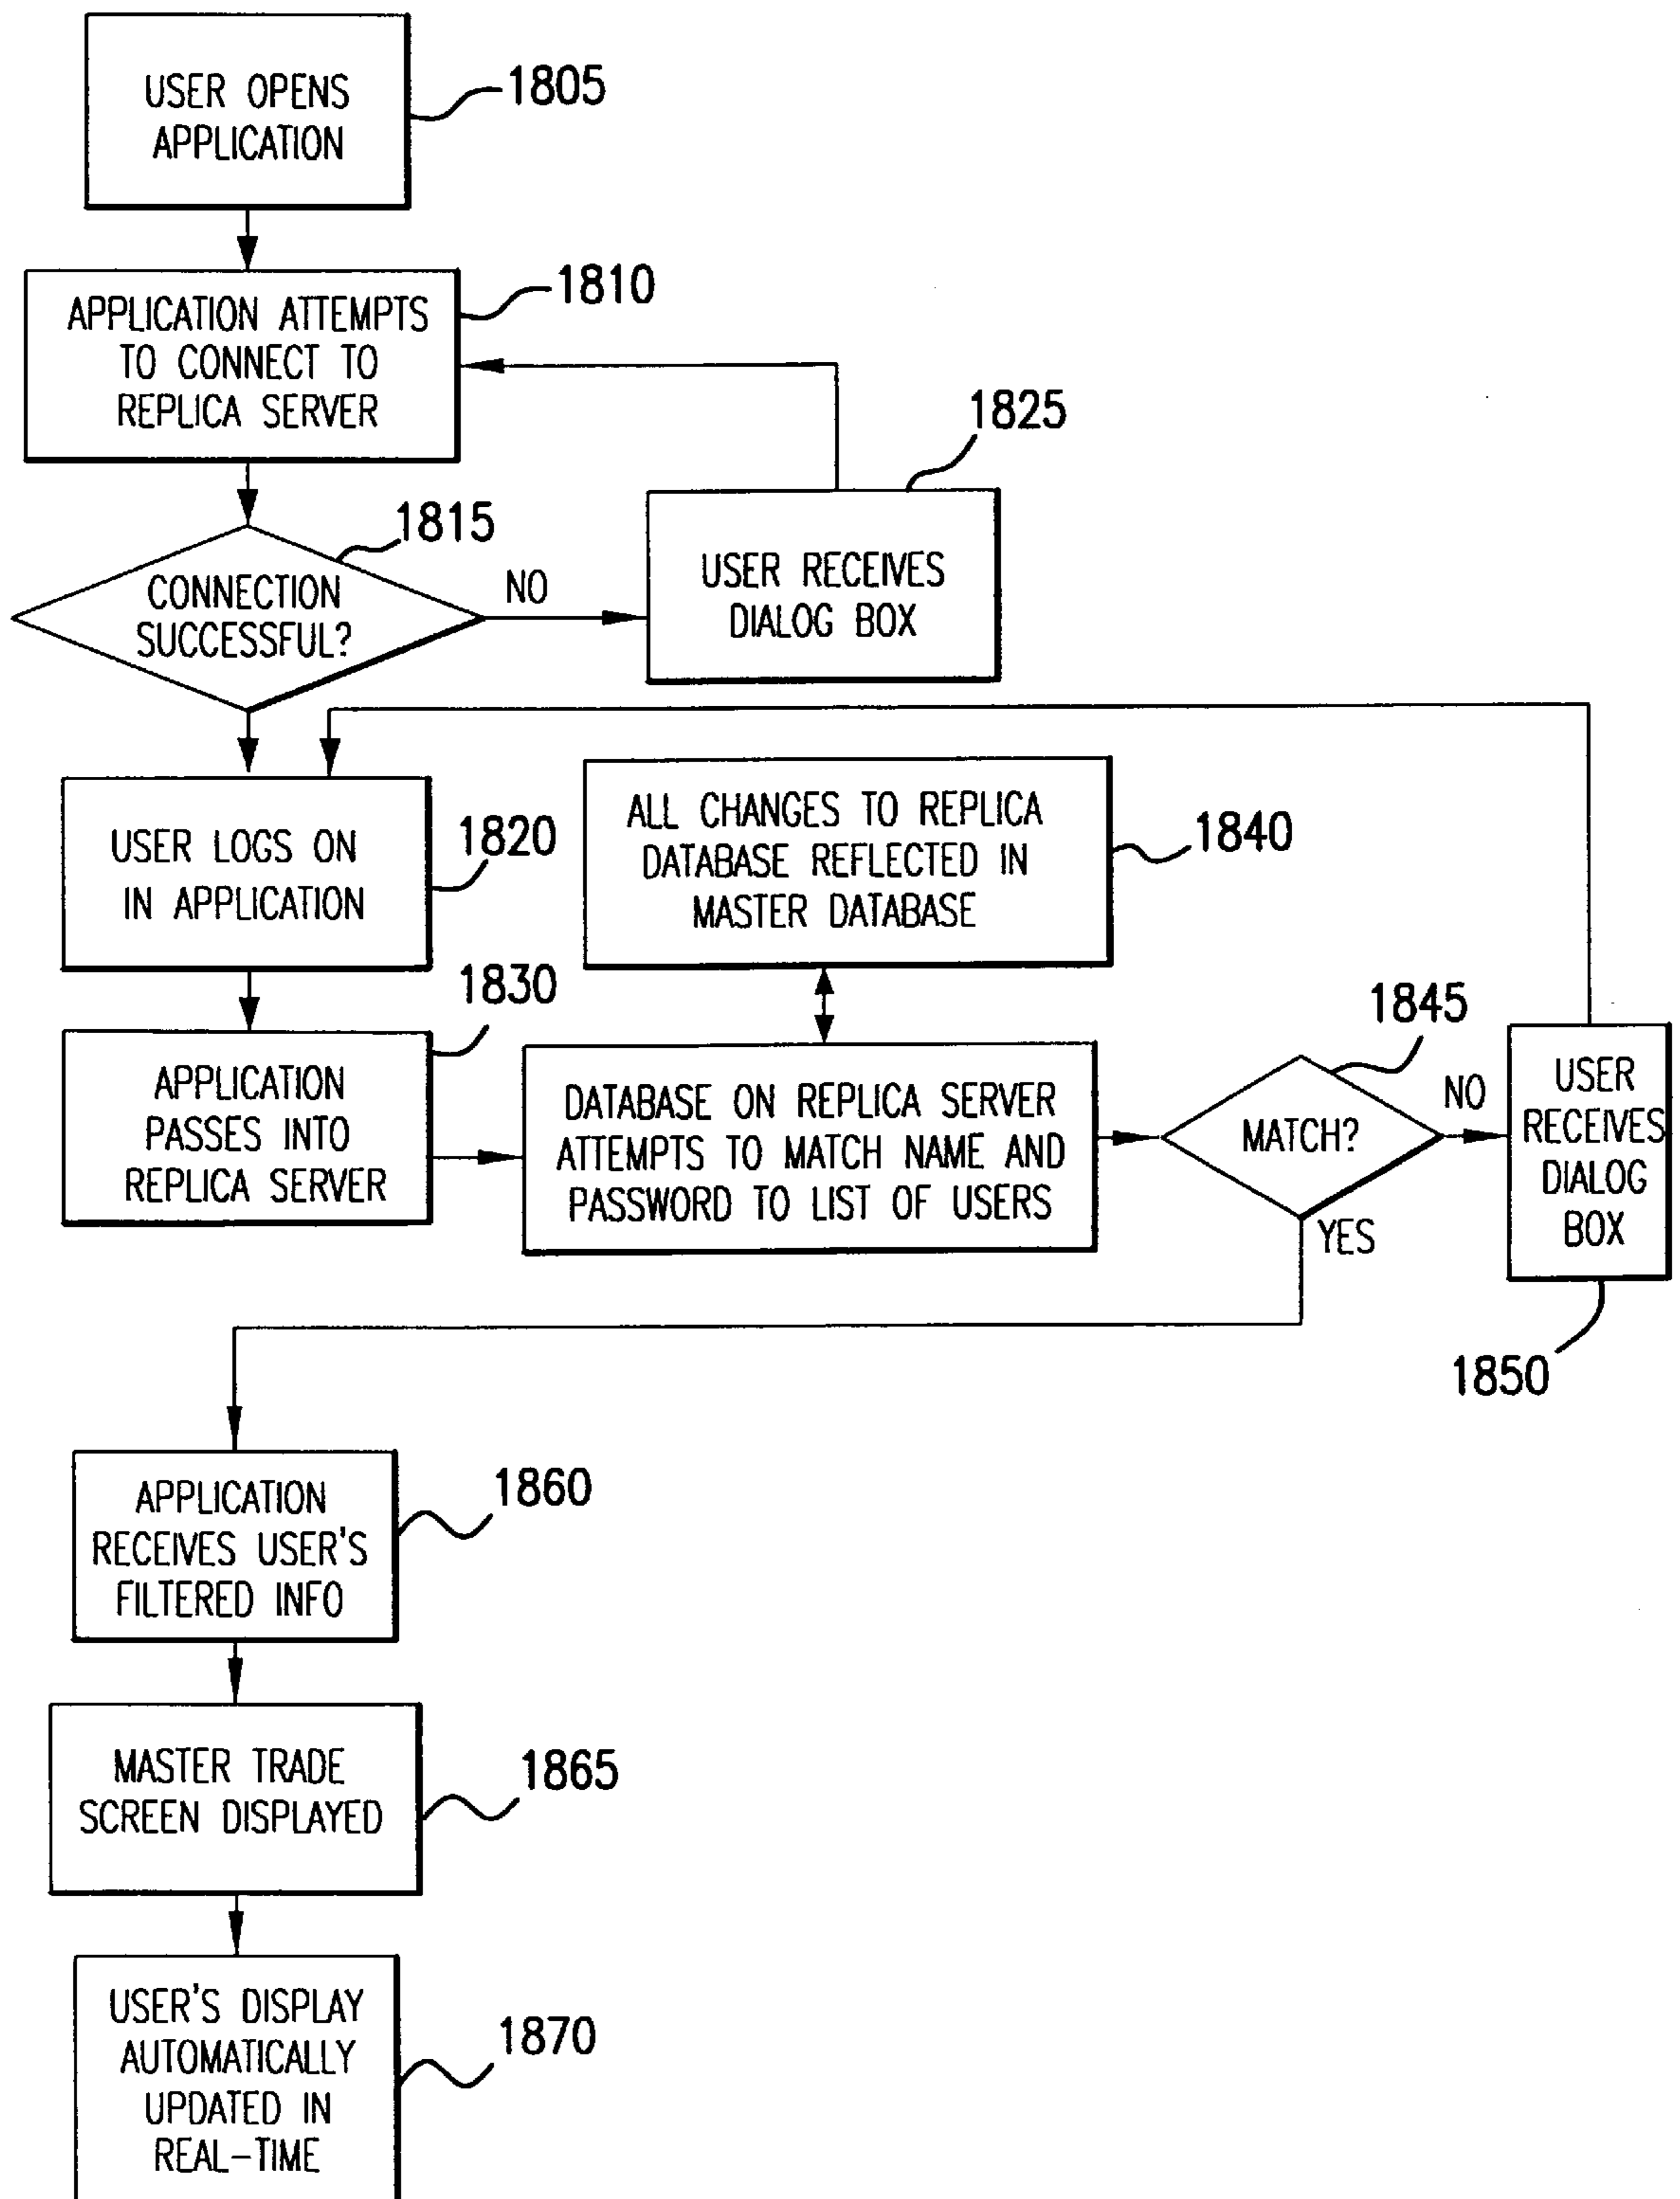 USER OPENS
APPLICATION
1805
APPLICATION ATTEMPTS
TO CONNECT TO
REPLICA SERVER
1810
CONNECTION
SUCCESSFUL?
1815
NO
USER RECEIVES
DIALOG BOX
1825
USER LOGS ON
IN APPLICATION
1820
ALL CHANGES TO REPLICA
DATABASE REFLECTED IN
MASTER DATABASE
1840
APPLICATION
PASSES INTO
REPLICA SERVER
1830
DATABASE ON REPLICA SERVER
ATTEMPTS TO MATCH NAME AND
PASSWORD TO LIST OF USERS
MATCH?
1845
NO
YES
USER
RECEIVES
DIALOG
BOX
1850
APPLICATION
RECEIVES USER'S
FILTERED INFO
1860
MASTER TRADE
SCREEN DISPLAYED
1865
USER'S DISPLAY
AUTOMATICALLY
UPDATED IN
REAL-TIME
1870